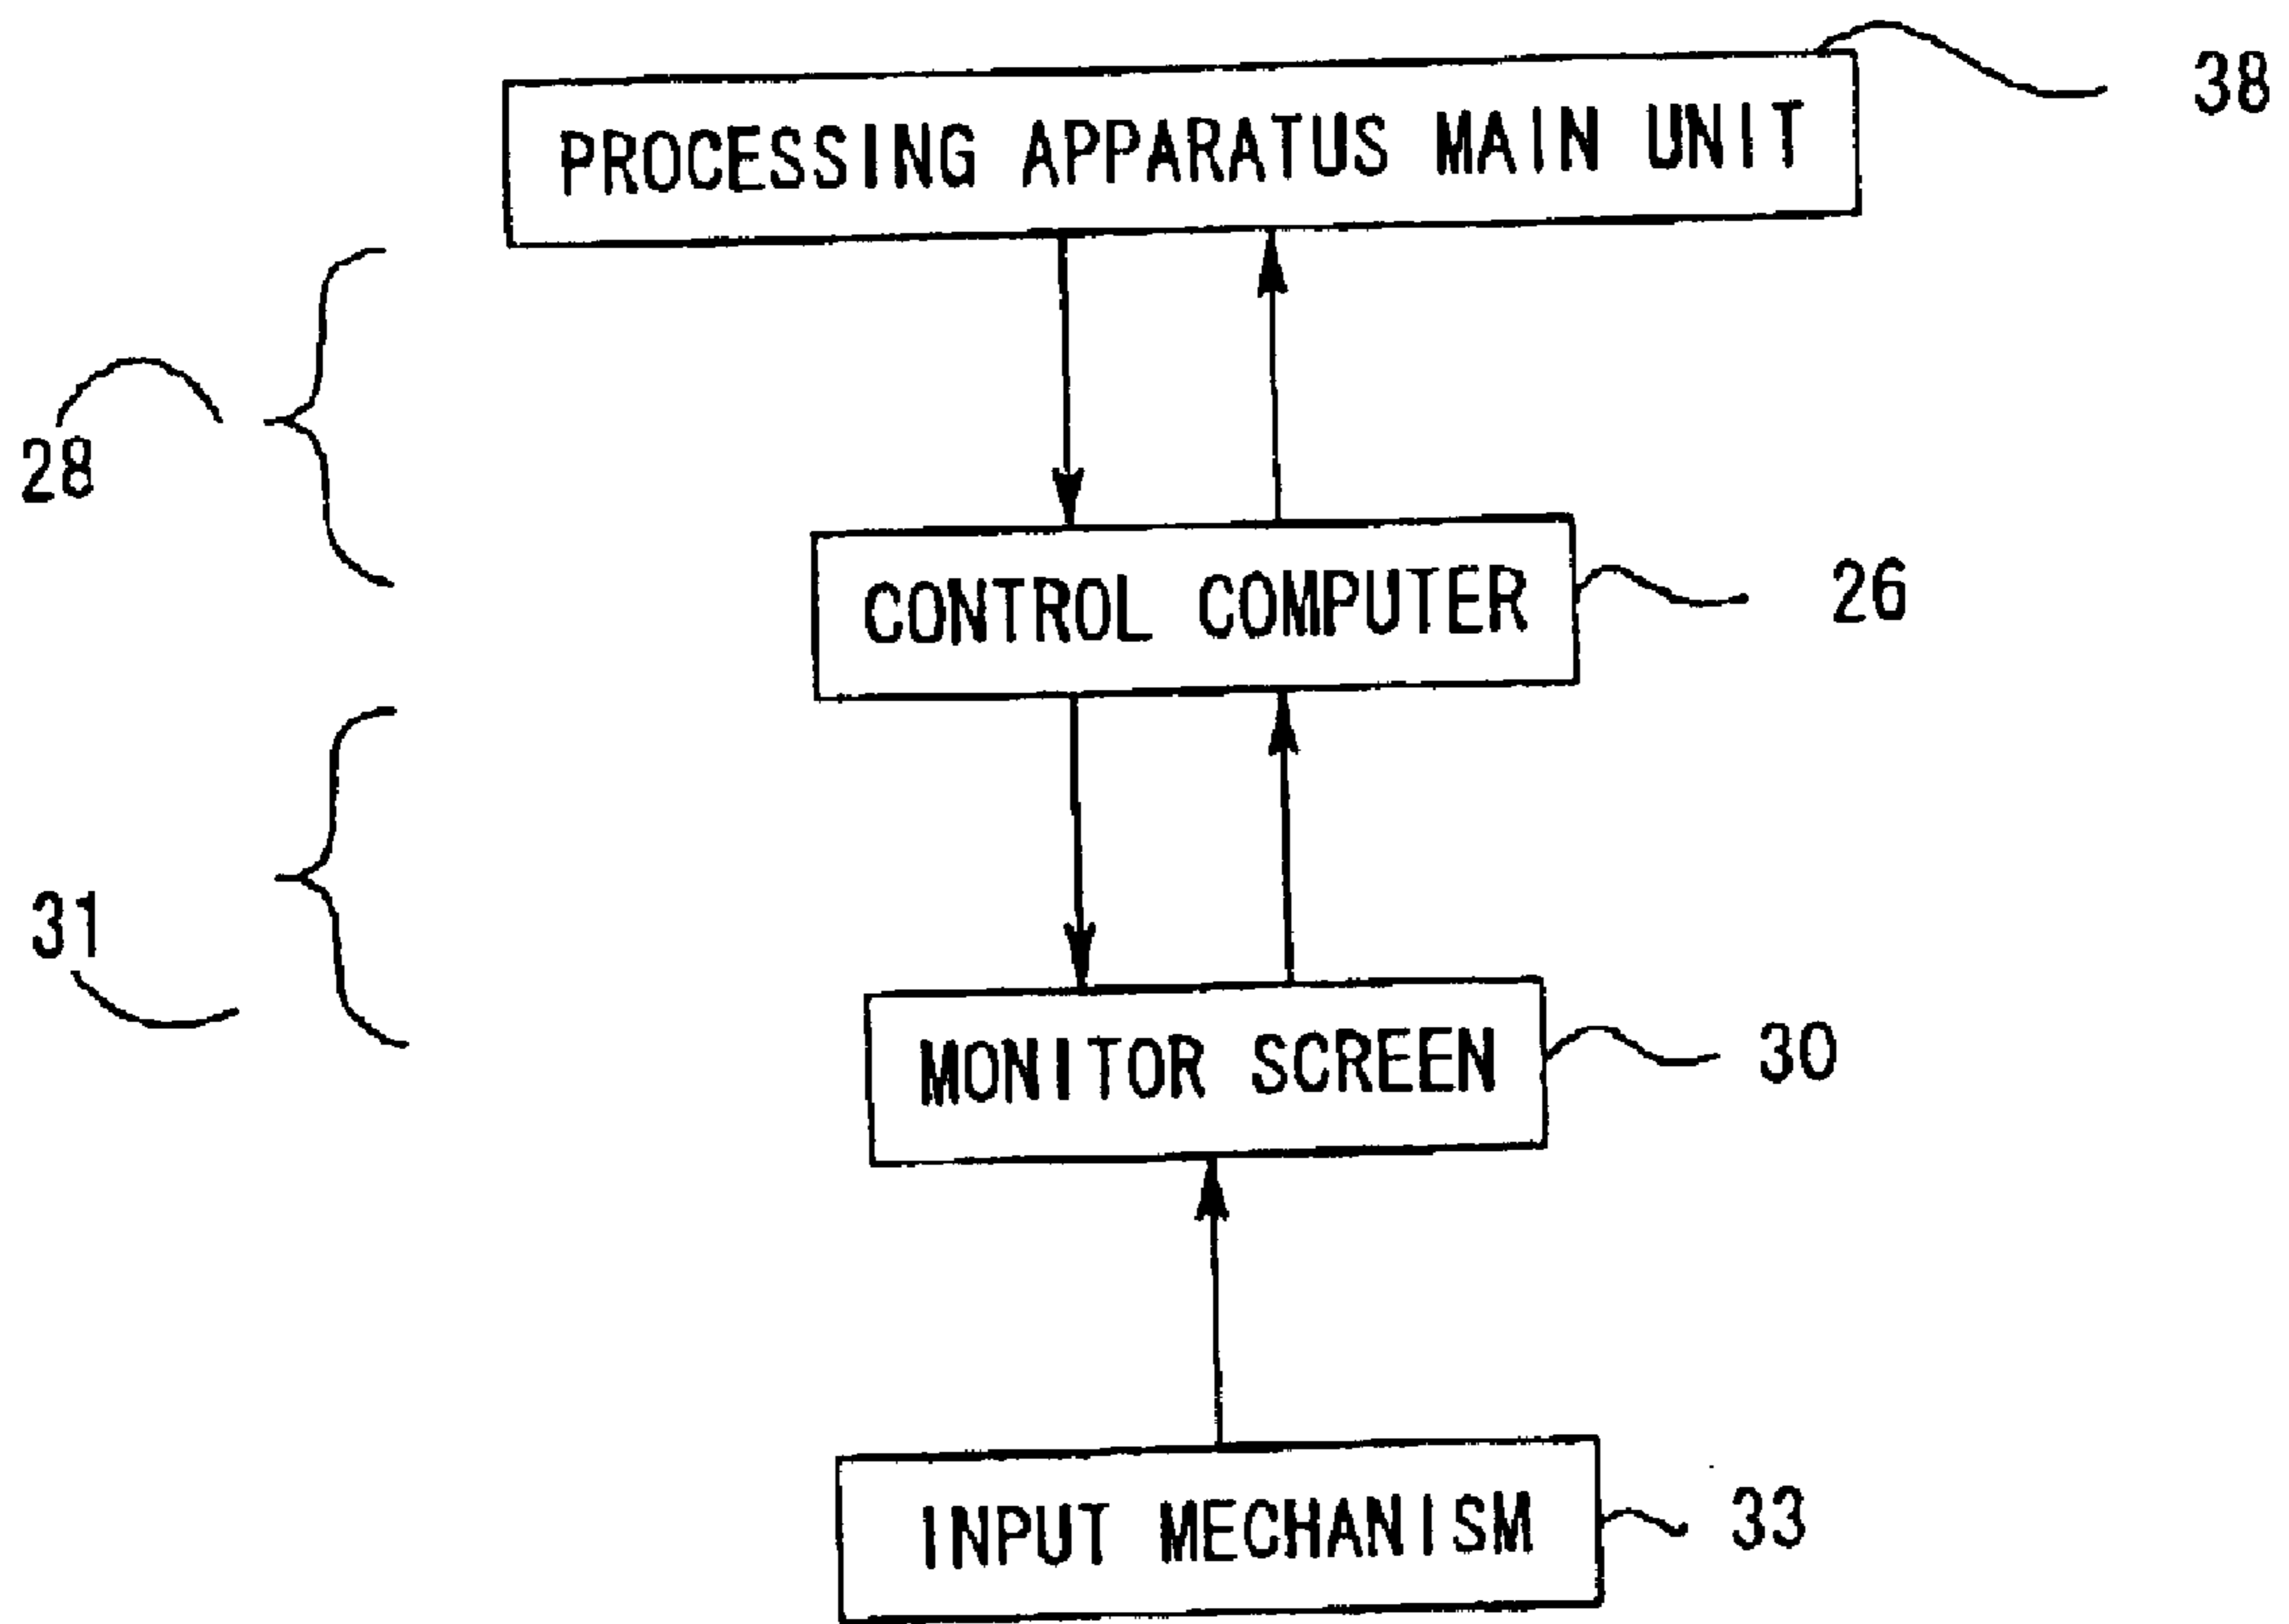 38
PROCESSING APPARATUS MAIN UNIT
28
CONTROL COMPUTER
26
31
MONITOR SCREEN
30
INPUT MECHANISM
33